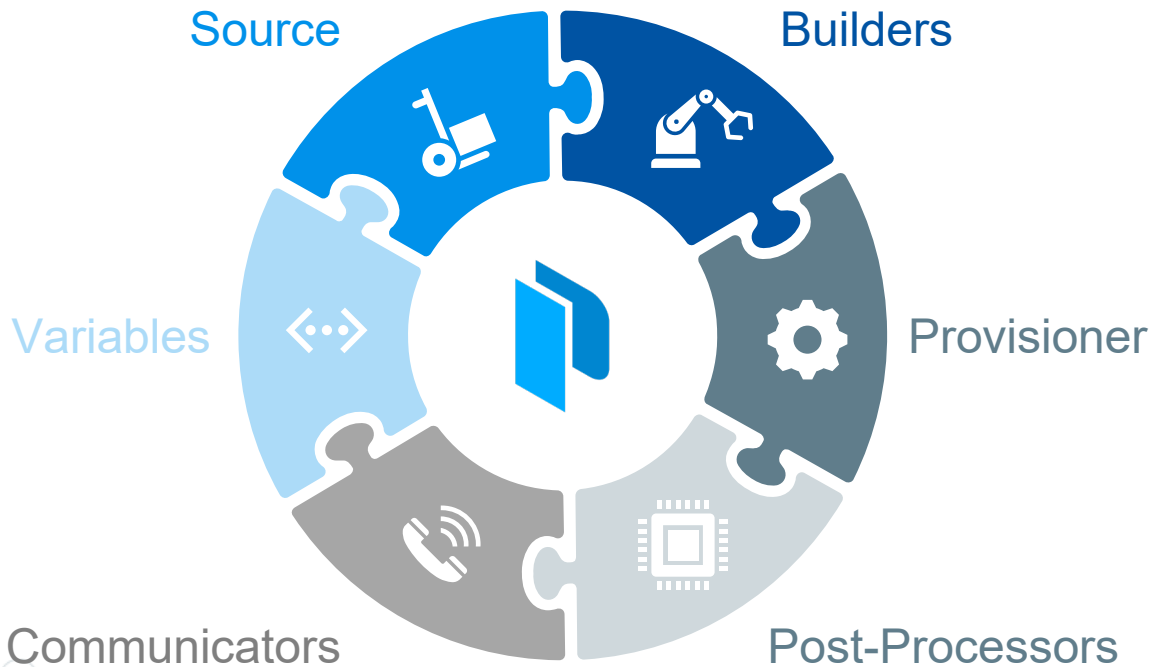 Source
Builders
Variables
Provisioner
Communicators
Post-Processors